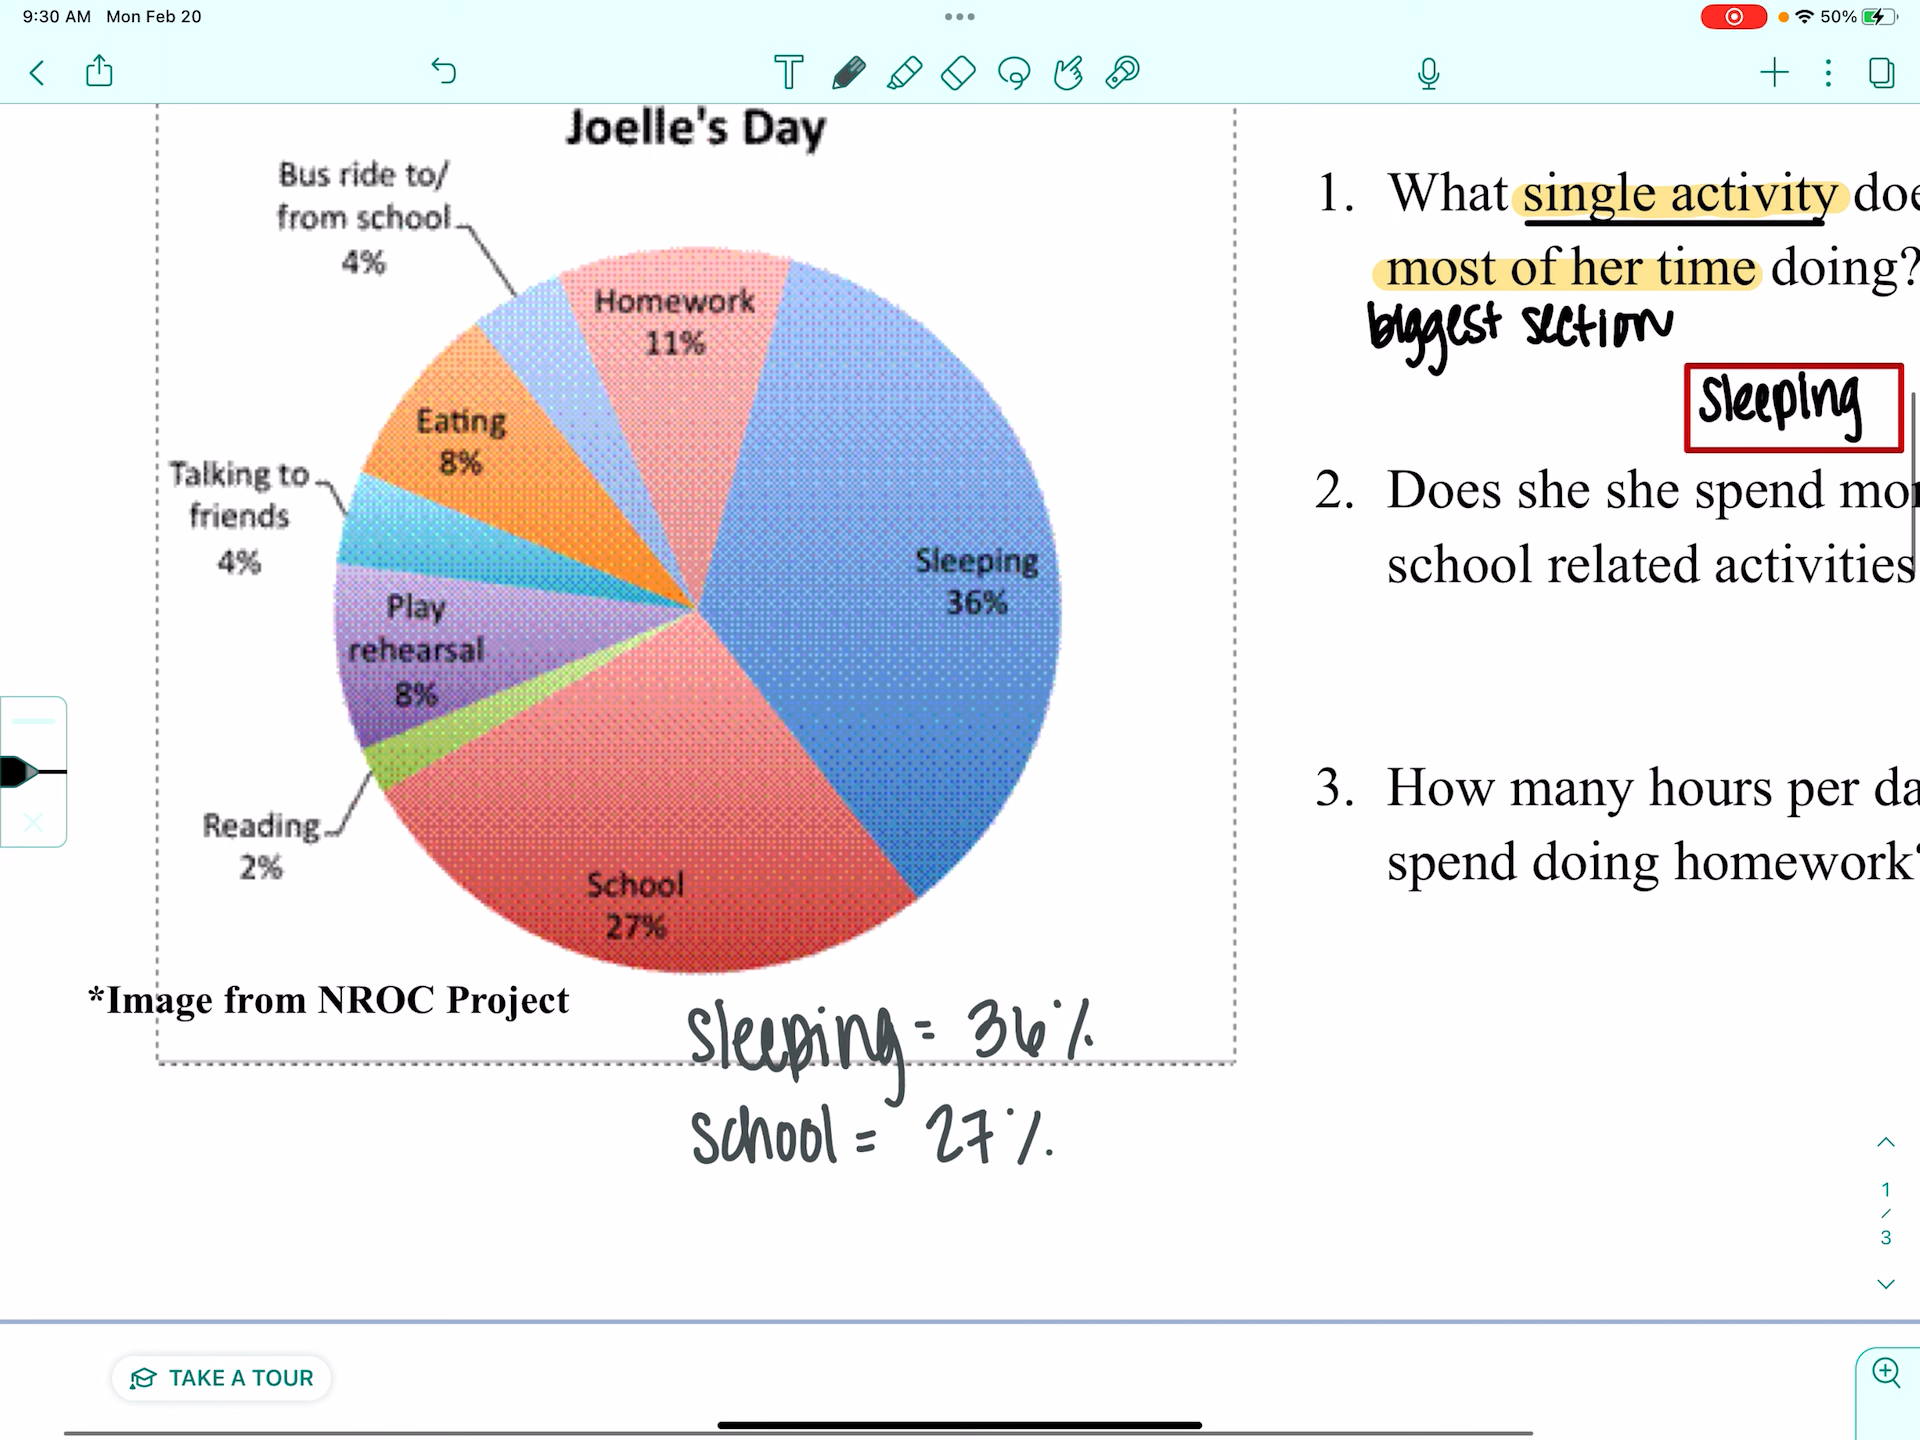 9:30 AM Mon Feb 20
50%
Joelle's Day
Bus ride to/
from school
4%
Homework
11%
Eating
8%
Talking to
friends
4%
Sleeping
36%
Play
rehearsal
8%
Reading
2%
School
27%
*Image from NROC Project
sleeping = 36%
school = 27%
1. What single activity doe
most of her time doing?
biggest section
Sleeping
2. Does she she spend mor
school related activities
3. How many hours per da
spend doing homework?
1
/
3
TAKE A TOUR